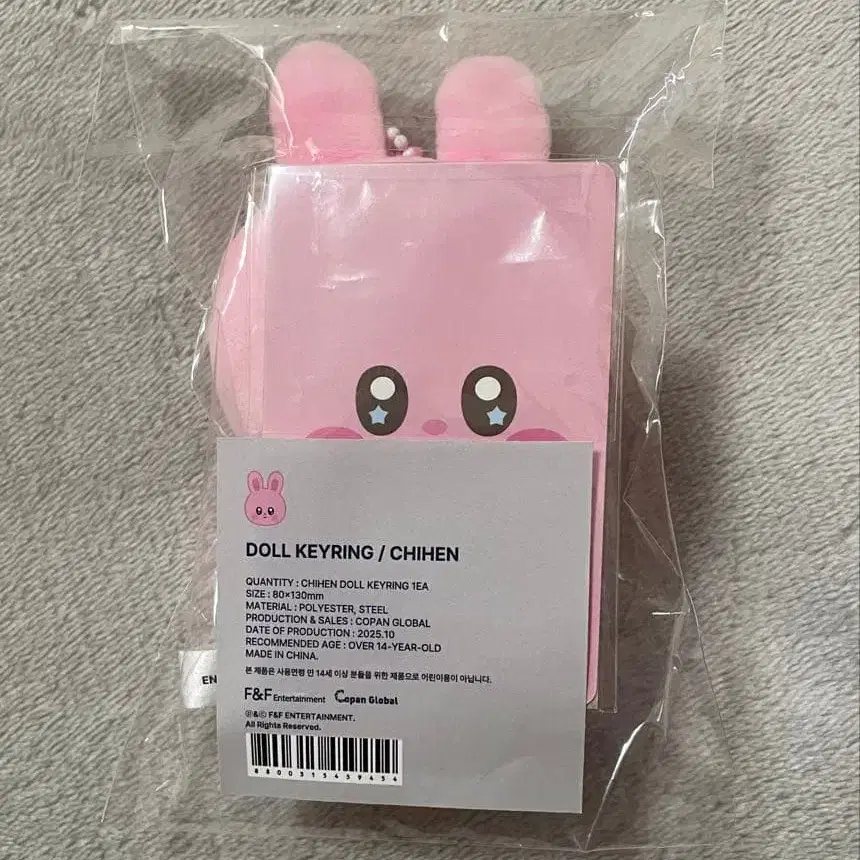 DOLL KEYRING / CHIHEN
QUANTITY : CHIHEN DOLL KEYRING 1EA
SIZE : 80×130mm
MATERIAL : POLYESTER, STEEL
PRODUCTION & SALES : COPAN GLOBAL
DATE OF PRODUCTION : 2025.10
RECOMMENDED AGE : OVER 14-YEAR-OLD
MADE IN CHINA.
본 제품은 사용연령 만 14세 이상 분들을 위한 제품으로 어린이용이 아닙니다.
EN
F&F Entertainment Copan Global
℗&© F&F ENTERTAINMENT.
All Rights Reserved.
8800315459454